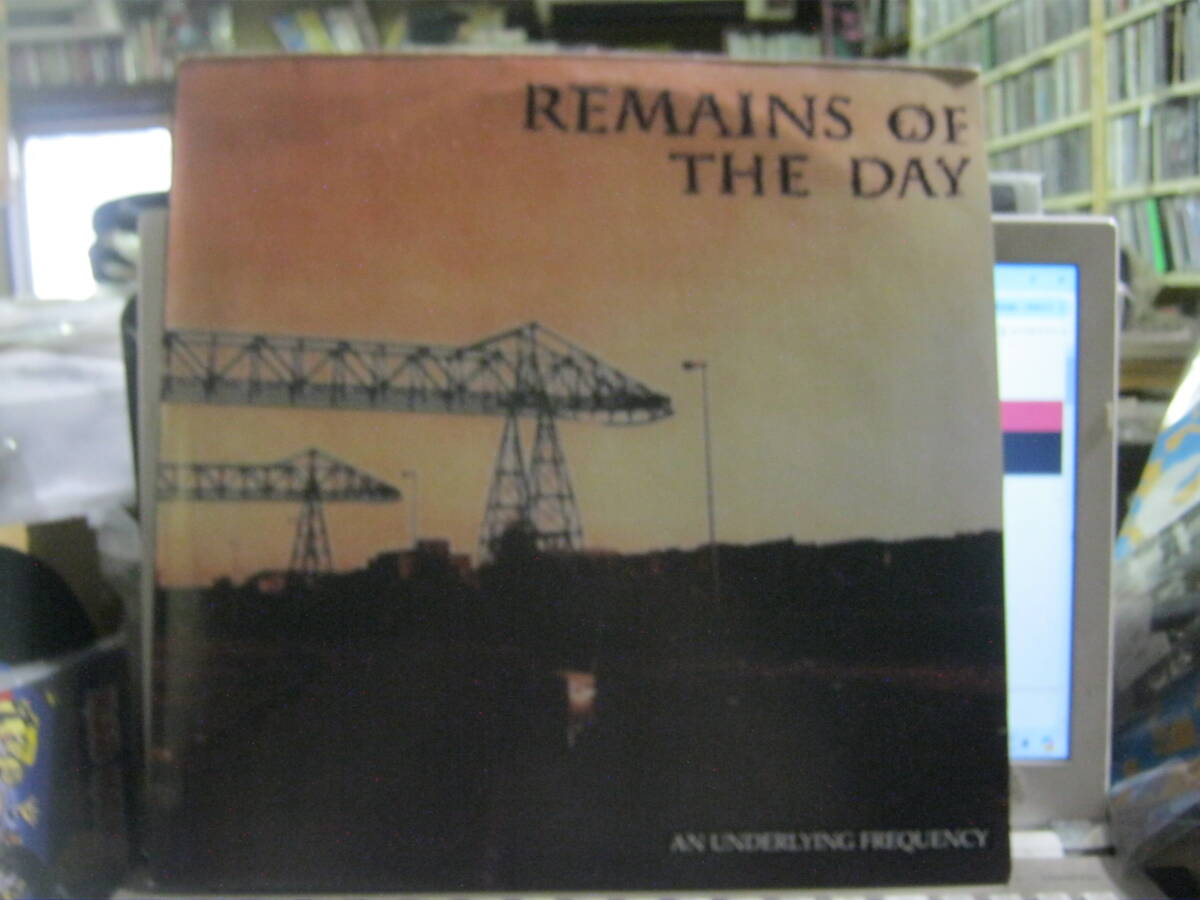 REMAINS OF
THE DAY
AN UNDERLYING FREQUENCY